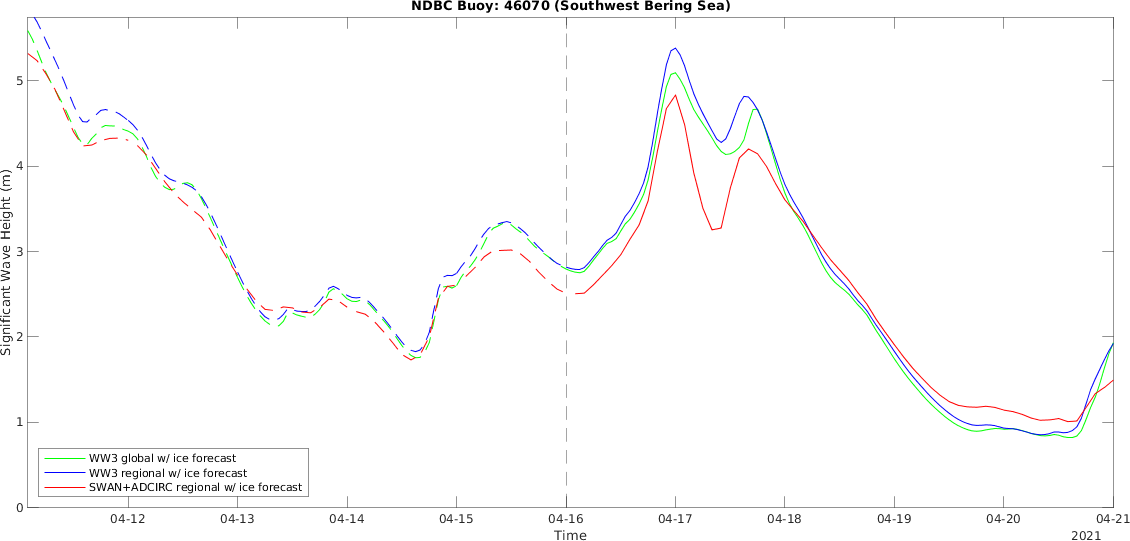 NDBC Buoy: 46070 (Southwest Bering Sea)
Significant Wave Height (m)
5
4
3
2
1
0
WW3 global w/ ice forecast
WW3 regional w/ ice forecast
SWAN+ADCIRC regional w/ ice forecast
04-12 04-13 04-14 04-15 04-16 04-17 04-18 04-19 04-20 04-21
Time
2021